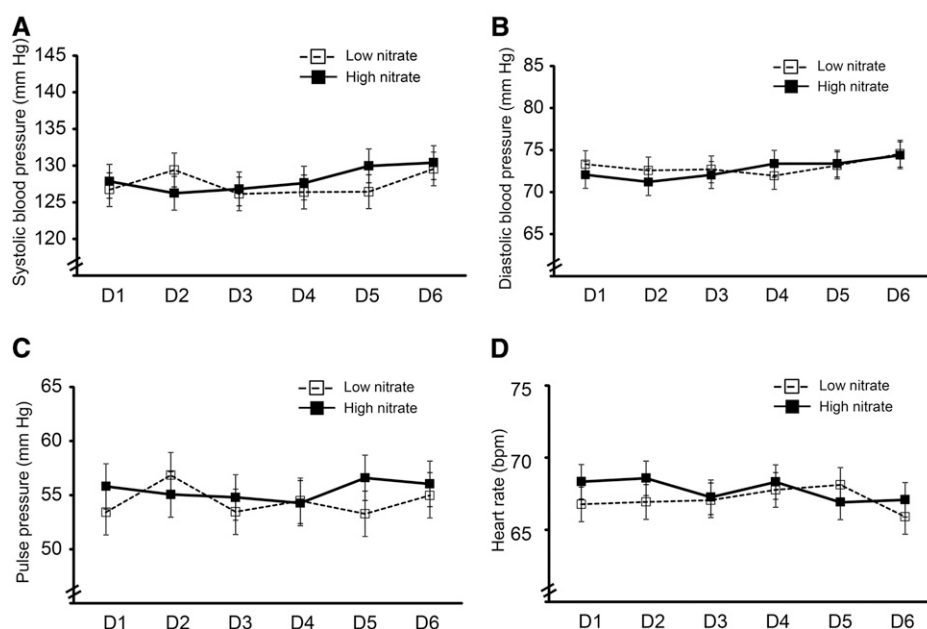 A
Systolic blood pressure (mm Hg)
145
140
135
130
125
120
Low nitrate
High nitrate
D1 D2 D3 D4 D5 D6
B
Diastolic blood pressure (mm Hg)
85
80
75
70
65
Low nitrate
High nitrate
D1 D2 D3 D4 D5 D6
C
Pulse pressure (mm Hg)
65
60
55
50
Low nitrate
High nitrate
D1 D2 D3 D4 D5 D6
D
Heart rate (bpm)
75
70
65
Low nitrate
High nitrate
D1 D2 D3 D4 D5 D6